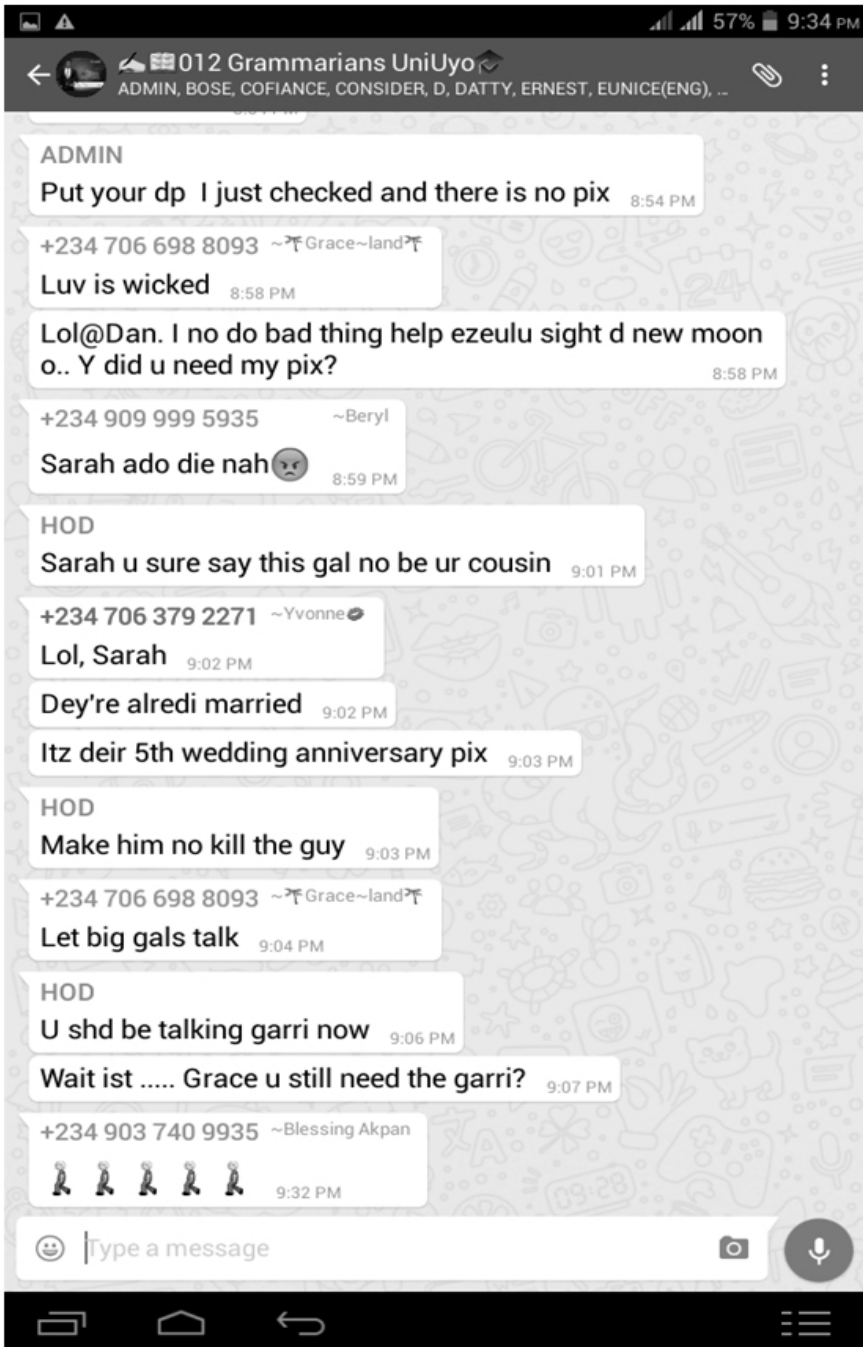 57% 9:34 PM
✍📖012 Grammarians UniUyo🎓
ADMIN, BOSE, COFIANCE, CONSIDER, D, DATTY, ERNEST, EUNICE(ENG), ...
ADMIN
Put your dp I just checked and there is no pix 8:54 PM
+234 706 698 8093 ~🌴Grace~land🌴
Luv is wicked 8:58 PM
Lol@Dan. I no do bad thing help ezeulu sight d new moon
o.. Y did u need my pix? 8:58 PM
+234 909 999 5935 ~Beryl
Sarah ado die nah😡 8:59 PM
HOD
Sarah u sure say this gal no be ur cousin 9:01 PM
+234 706 379 2271 ~Yvonne💋
Lol, Sarah 9:02 PM
Dey're alredi married 9:02 PM
Itz deir 5th wedding anniversary pix 9:03 PM
HOD
Make him no kill the guy 9:03 PM
+234 706 698 8093 ~🌴Grace~land🌴
Let big gals talk 9:04 PM
HOD
U shd be talking garri now 9:06 PM
Wait ist ..... Grace u still need the garri? 9:07 PM
+234 903 740 9935 ~Blessing Akpan
9:32 PM
Type a message